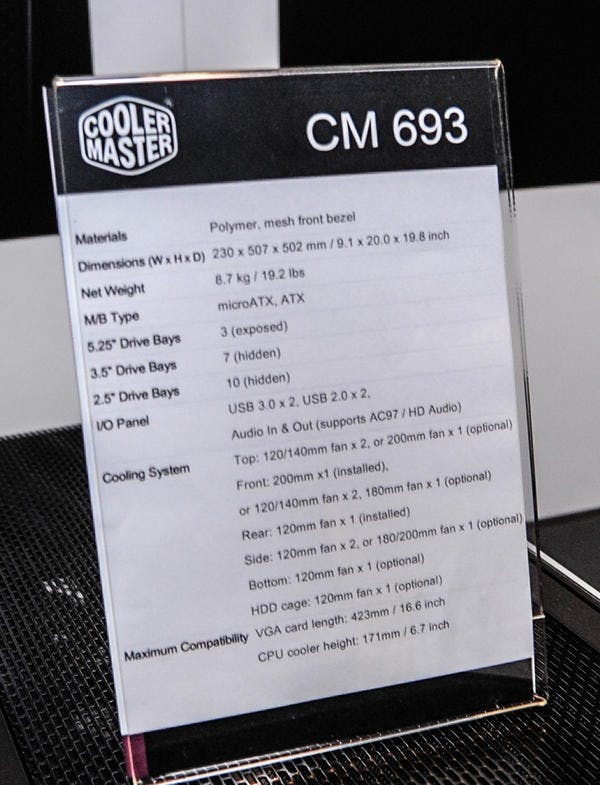 COOLER
MASTER
CM 693
Materials Polymer, mesh front bezel
Dimensions (W x H x D) 230 x 507 x 502 mm / 9.1 x 20.0 x 19.8 inch
Net Weight 8.7 kg / 19.2 lbs
M/B Type microATX, ATX
5.25" Drive Bays 3 (exposed)
3.5" Drive Bays 7 (hidden)
2.5" Drive Bays 10 (hidden)
I/O Panel USB 3.0 x 2, USB 2.0 x 2,
Audio In & Out (supports AC97 / HD Audio)
Cooling System Top: 120/140mm fan x 2, or 200mm fan x 1 (optional)
Front: 200mm x1 (installed),
or 120/140mm fan x 2, 180mm fan x 1 (optional)
Rear: 120mm fan x 1 (installed)
Side: 120mm fan x 2, or 180/200mm fan x 1 (optional)
Bottom: 120mm fan x 1 (optional)
HDD cage: 120mm fan x 1 (optional)
Maximum Compatibility VGA card length: 423mm / 16.6 inch
CPU cooler height: 171mm / 6.7 inch